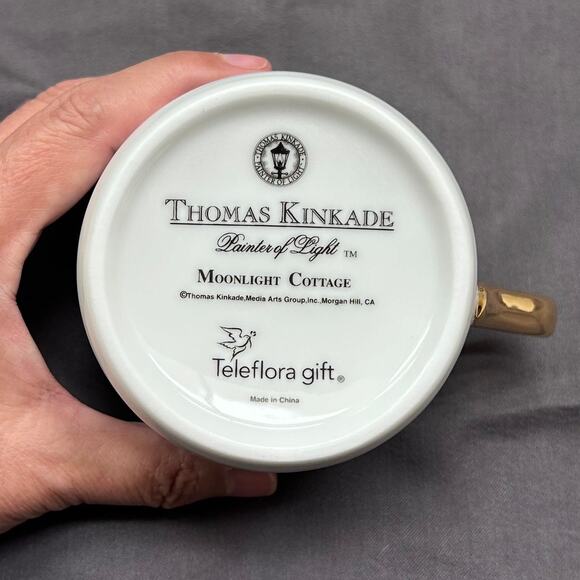 THOMAS KINKADE
PAINTER OF LIGHT
THOMAS KINKADE
Painter of Light ™
MOONLIGHT COTTAGE
©Thomas Kinkade,Media Arts Group,Inc.,Morgan Hill, CA
Teleflora gift®
Made in China